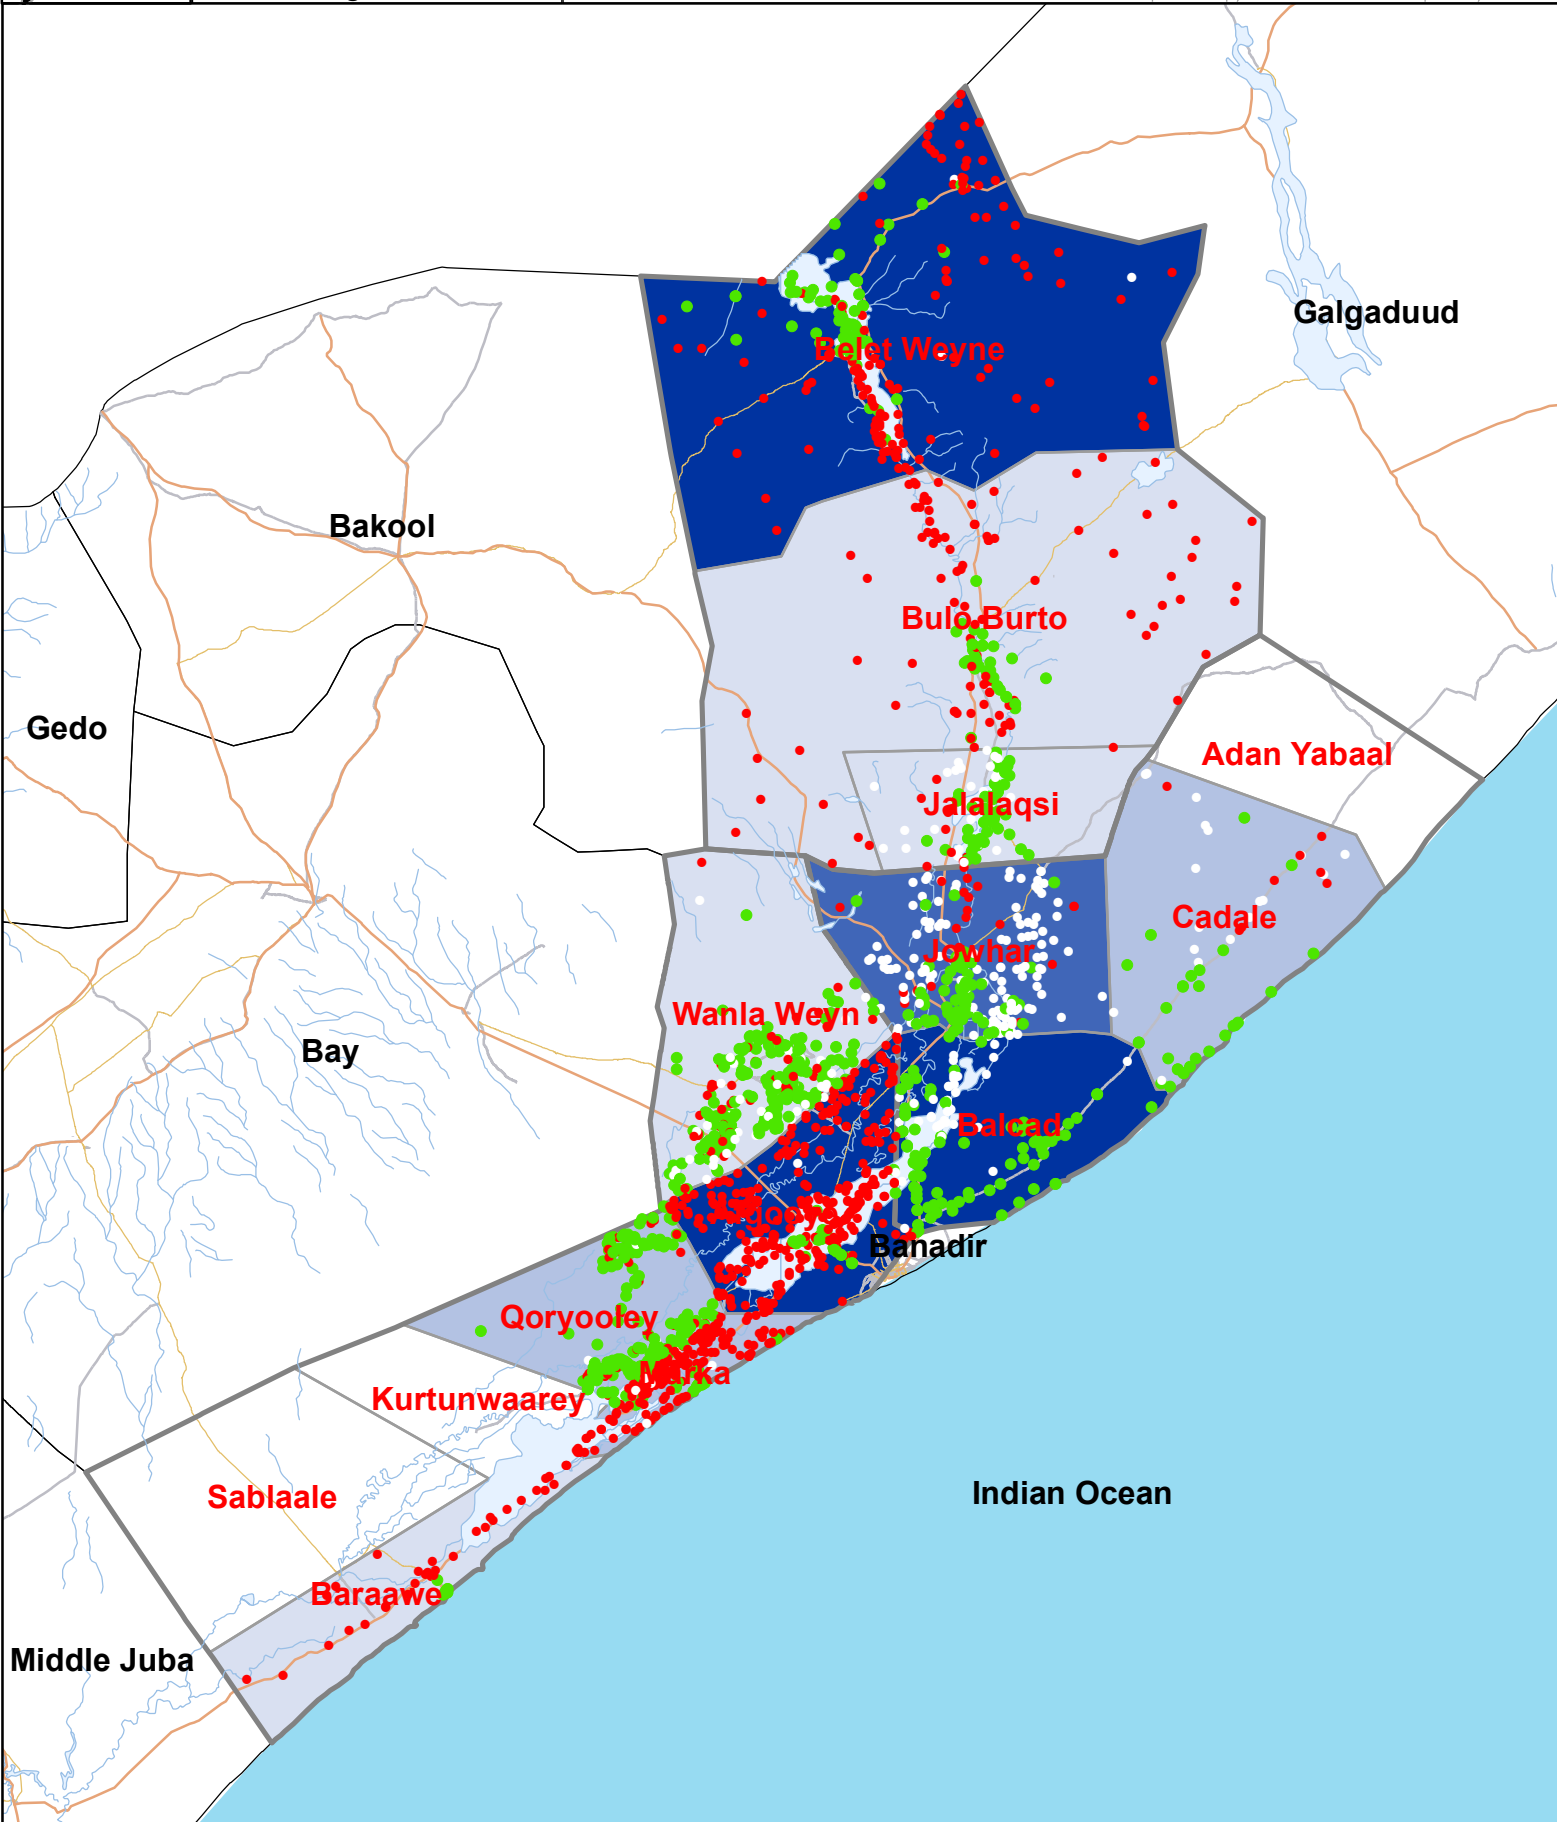 Galgaduud
Belet Weyne
Bakool
Bulo Burto
Gedo
Adan Yabaal
Jalalaqsi
Cadale
Jowhar
Wanla Weyn
Bay
Balcad
Banadir
Qoryooley
Marka
Kurtunwaarey
Indian Ocean
Sablaale
Baraawe
Middle Juba